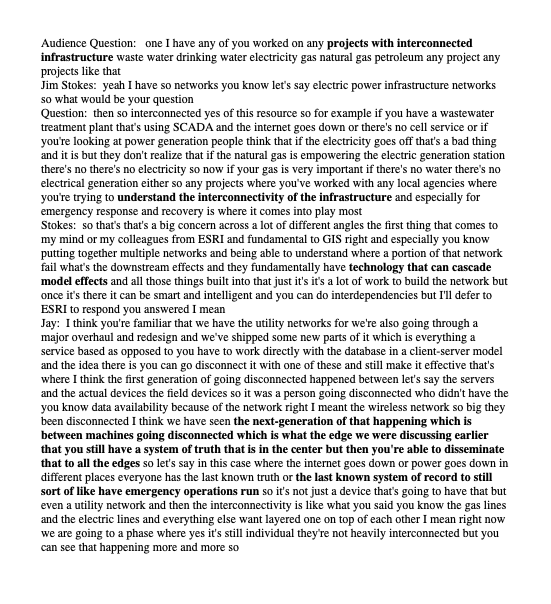 Audience Question:   one I have any of you worked on any projects with interconnected
infrastructure waste water drinking water electricity gas natural gas petroleum any project any
projects like that
Jim Stokes:  yeah I have so networks you know let's say electric power infrastructure networks
so what would be your question
Question:  then so interconnected yes of this resource so for example if you have a wastewater
treatment plant that's using SCADA and the internet goes down or there's no cell service or if
you're looking at power generation people think that if the electricity goes off that's a bad thing
and it is but they don't realize that if the natural gas is empowering the electric generation station
there's no there's no electricity so now if your gas is very important if there's no water there's no
electrical generation either so any projects where you've worked with any local agencies where
you're trying to understand the interconnectivity of the infrastructure and especially for
emergency response and recovery is where it comes into play most
Stokes:  so that's that's a big concern across a lot of different angles the first thing that comes to
my mind or my colleagues from ESRI and fundamental to GIS right and especially you know
putting together multiple networks and being able to understand where a portion of that network
fail what's the downstream effects and they fundamentally have technology that can cascade
model effects and all those things built into that just it's it's a lot of work to build the network but
once it's there it can be smart and intelligent and you can do interdependencies but I'll defer to
ESRI to respond you answered I mean
Jay:  I think you're familiar that we have the utility networks for we're also going through a
major overhaul and redesign and we've shipped some new parts of it which is everything a
service based as opposed to you have to work directly with the database in a client-server model
and the idea there is you can go disconnect it with one of these and still make it effective that's
where I think the first generation of going disconnected happened between let's say the servers
and the actual devices the field devices so it was a person going disconnected who didn't have the
you know data availability because of the network right I meant the wireless network so big they
been disconnected I think we have seen the next-generation of that happening which is
between machines going disconnected which is what the edge we were discussing earlier
that you still have a system of truth that is in the center but then you're able to disseminate
that to all the edges so let's say in this case where the internet goes down or power goes down in
different places everyone has the last known truth or the last known system of record to still
sort of like have emergency operations run so it's not just a device that's going to have that but
even a utility network and then the interconnectivity is like what you said you know the gas lines
and the electric lines and everything else want layered one on top of each other I mean right now
we are going to a phase where yes it's still individual they're not heavily interconnected but you
can see that happening more and more so